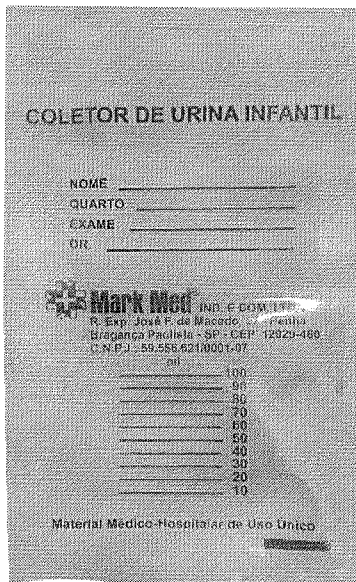 COLETOR DE URINA INFANTIL
NOME
QUARTO
EXAME
DR.
Mark Med IND. E COM. LTDA
R. Exp. José F. de Macedo, Penha
Bragança Paulista - SP - CEP 12929-460
C.N.P.J - 59.556.621/0001-07
ml
100
90
80
70
60
50
40
30
20
10
Material Médico-Hospitalar de Uso Único